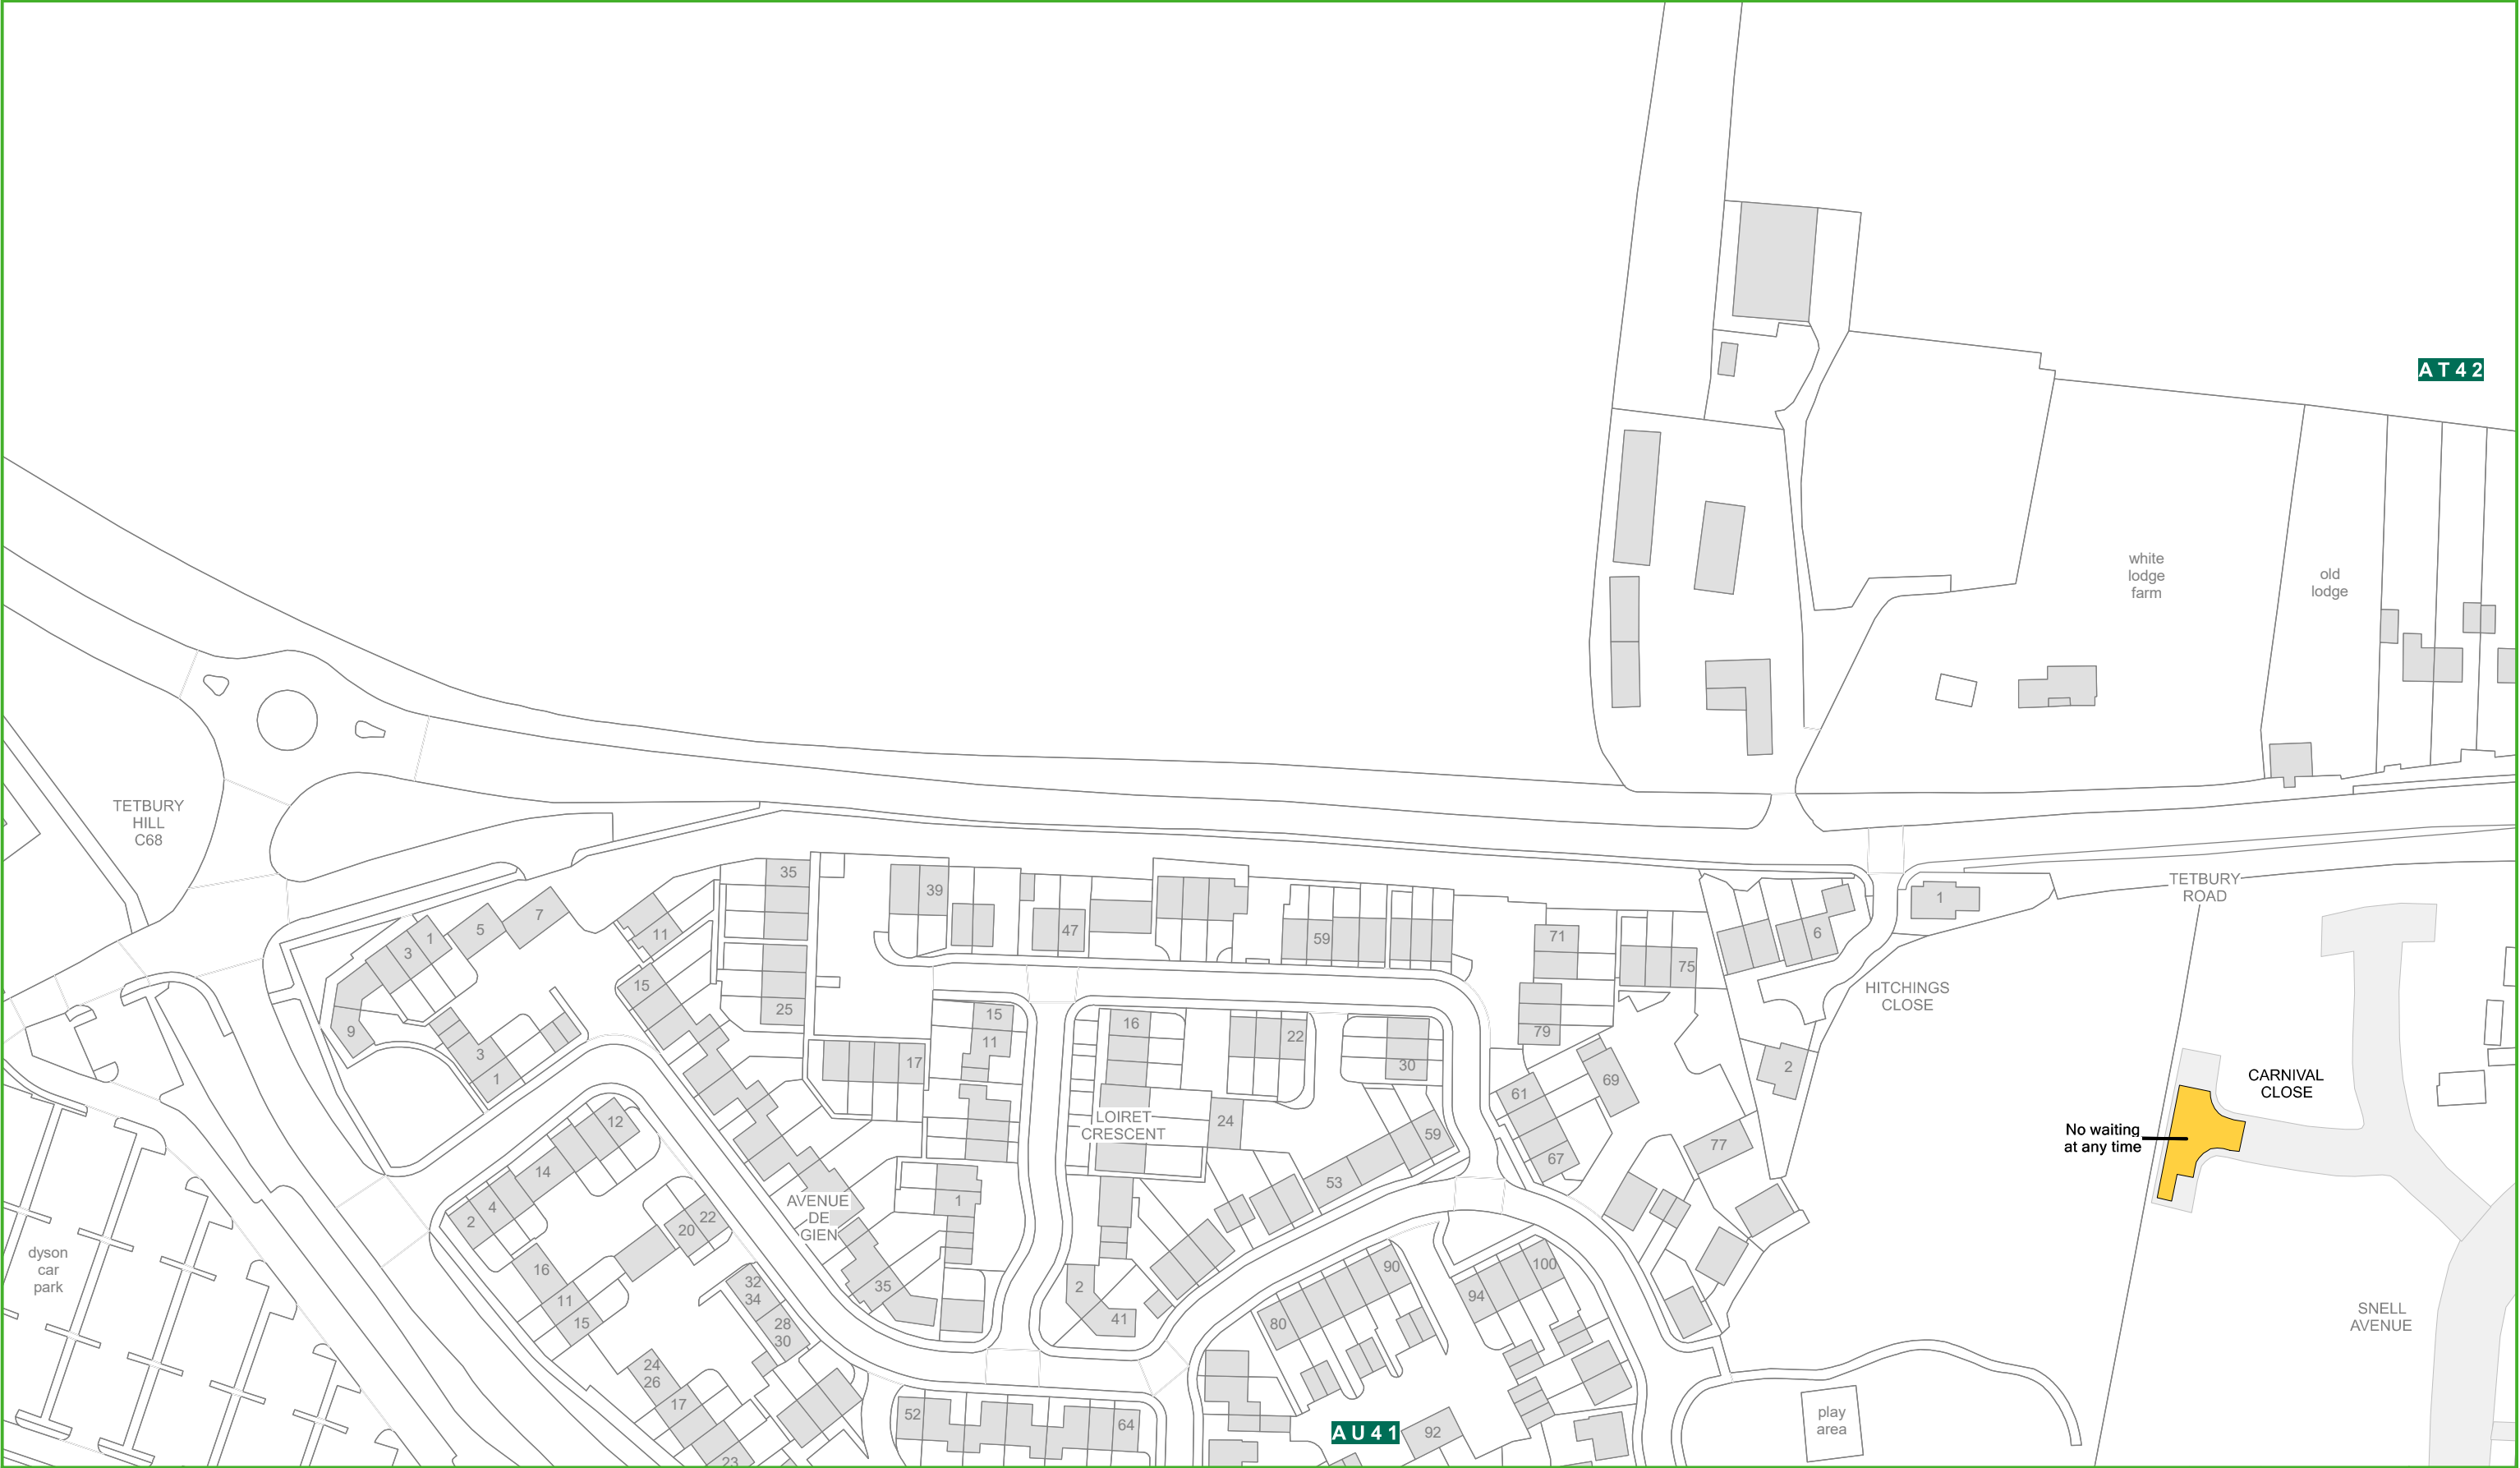 AT42
white
lodge
farm
old
lodge
TETBURY
HILL
C68
35
39
7
1
5
3
11
47
59
71
75
6
1
TETBURY
ROAD
15
25
9
3
1
17
15
11
16
22
30
79
HITCHINGS
CLOSE
2
61
69
67
77
CARNIVAL
CLOSE
No waiting
at any time
LOIRET
CRESCENT
24
59
53
12
14
4
2
22
20
AVENUE
DE
GIEN
1
35
2
41
dyson
car
park
16
11
15
32
34
28
30
24
26
17
23
52
64
80
90
94
100
92
AU41
SNELL
AVENUE
play
area